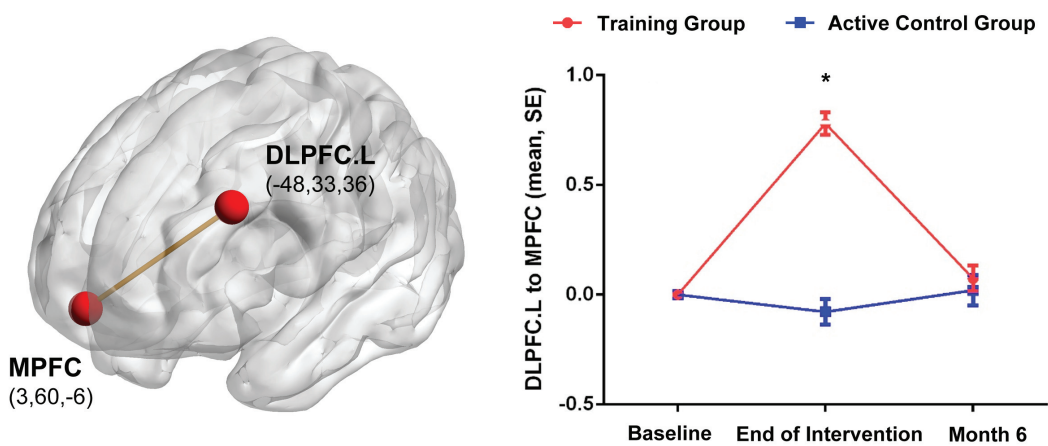 DLPFC.L
(-48,33,36)
MPFC
(3,60,-6)
Training Group
Active Control Group
DLPFC.L to MPFC (mean, SE)
1.0
0.5
0.0
-0.5
*
Baseline
End of Intervention
Month 6